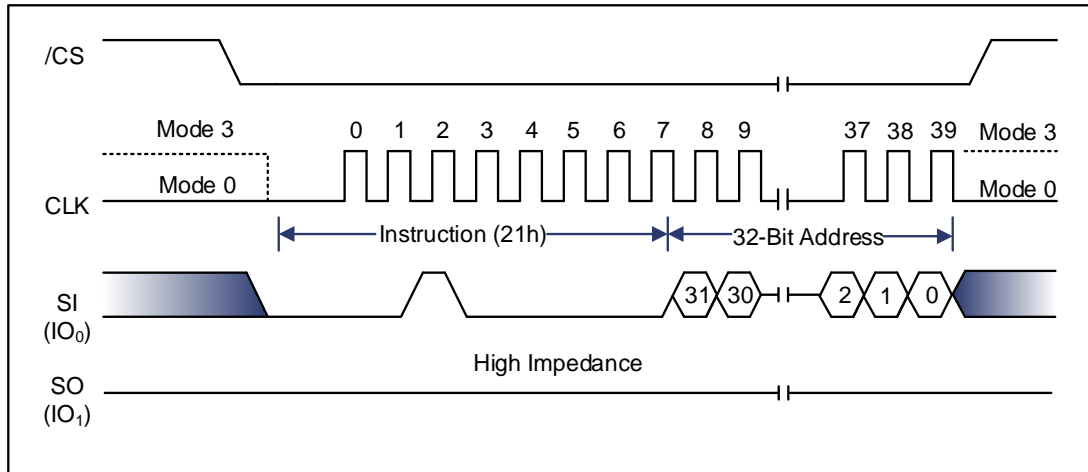 /CS
Mode 3
0 1 2 3 4 5 6 7 8 9 37 38 39
Mode 3
Mode 0
Mode 0
CLK
Instruction (21h)
32-Bit Address
SI
(IO₀)
31 30 2 1 0
High Impedance
SO
(IO₁)